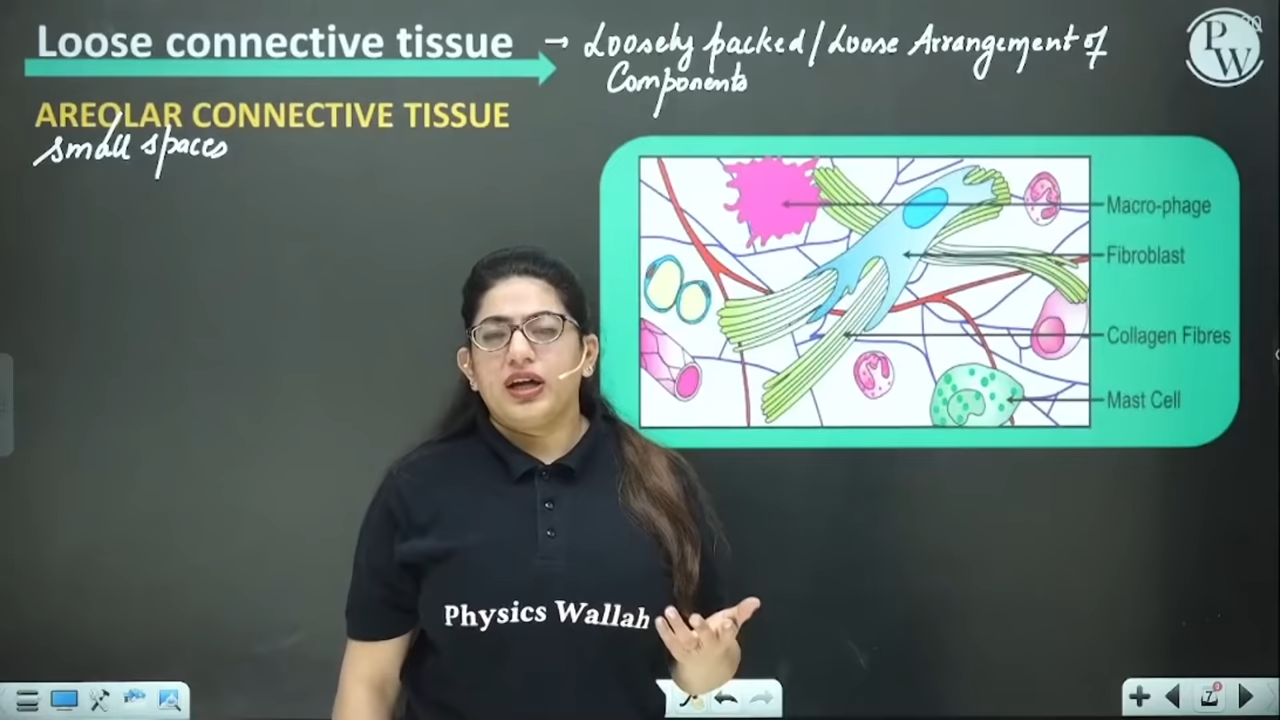 Loose connective tissue → Loosely packed / Loose Arrangement of
Components
AREOLAR CONNECTIVE TISSUE
small spaces
Macro-phage
Fibroblast
Collagen Fibres
Mast Cell
Physics Wallah
PW